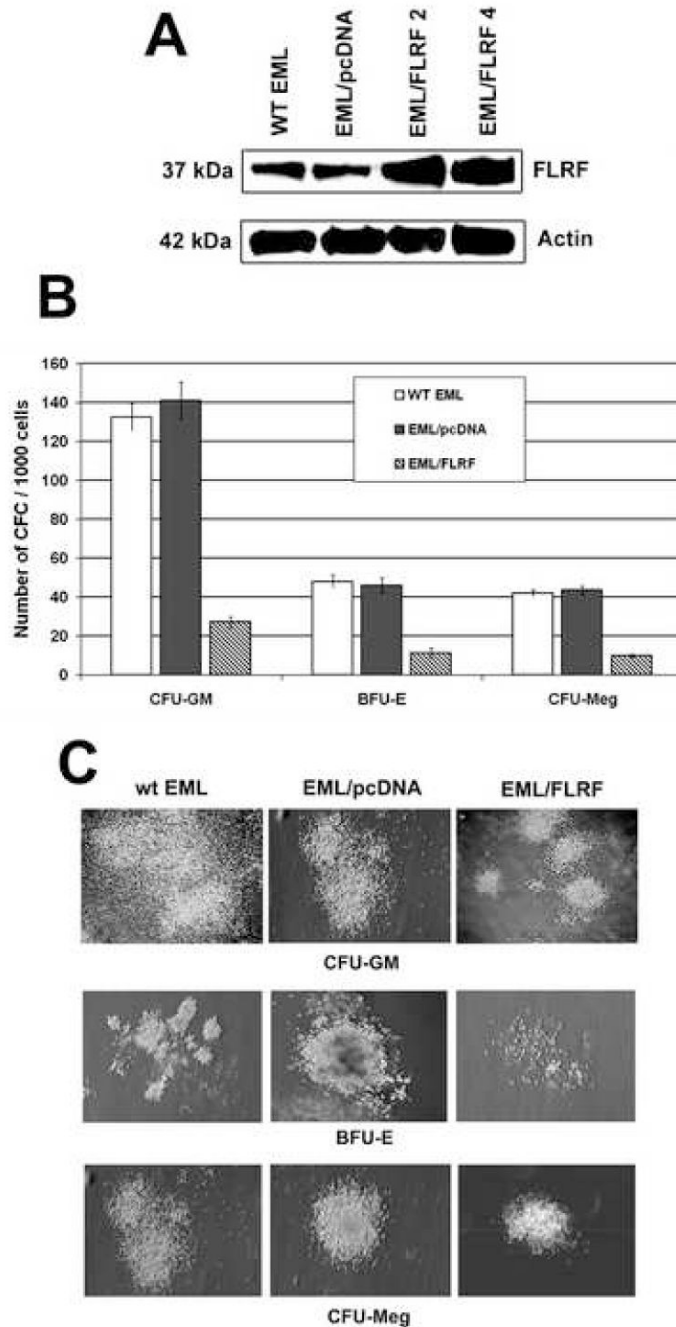 A
WT EML
EML/pcDNA
EML/FLRF 2
EML/FLRF 4
37 kDa
FLRF
42 kDa
Actin
B
Number of CFC / 1000 cells
160
140
120
100
80
60
40
20
0
WT EML
EML/pcDNA
EML/FLRF
CFU-GM
BFU-E
CFU-Meg
C
wt EML
EML/pcDNA
EML/FLRF
CFU-GM
BFU-E
CFU-Meg